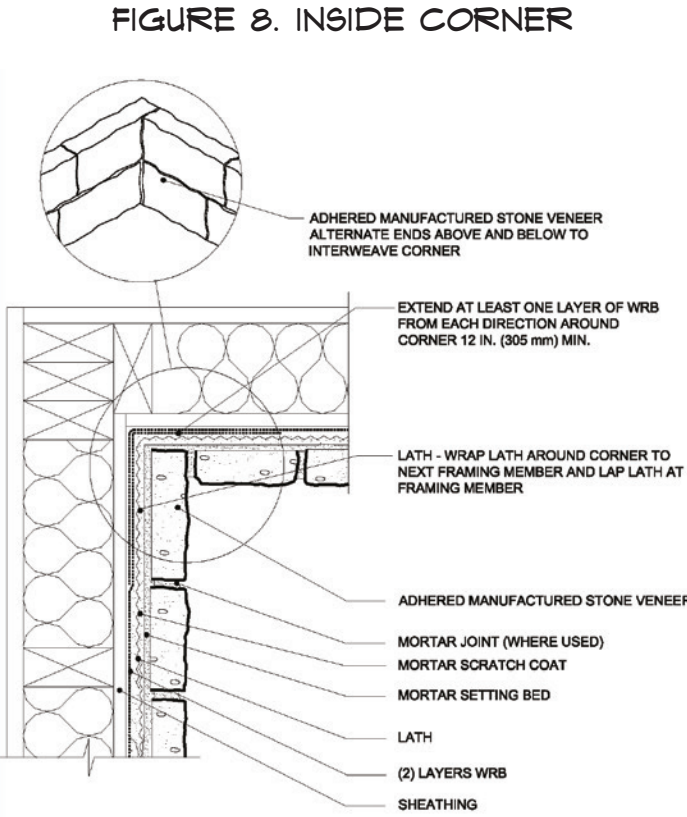 FIGURE 8. INSIDE CORNER
ADHERED MANUFACTURED STONE VENEER
ALTERNATE ENDS ABOVE AND BELOW TO
INTERWEAVE CORNER
EXTEND AT LEAST ONE LAYER OF WRB
FROM EACH DIRECTION AROUND
CORNER 12 IN. (305 mm) MIN.
LATH - WRAP LATH AROUND CORNER TO
NEXT FRAMING MEMBER AND LAP LATH AT
FRAMING MEMBER
ADHERED MANUFACTURED STONE VENEER
MORTAR JOINT (WHERE USED)
MORTAR SCRATCH COAT
MORTAR SETTING BED
LATH
(2) LAYERS WRB
SHEATHING